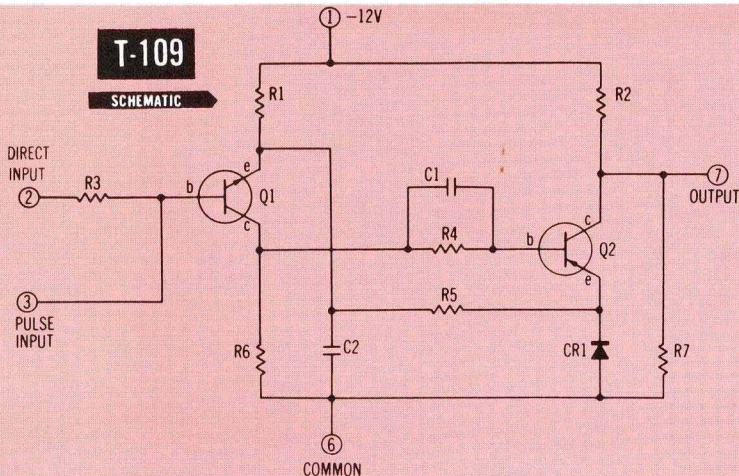 ① -12V
T-109
SCHEMATIC
R1
R2
DIRECT
INPUT
②
R3
b
e
Q1
c
C1
c
⑦
OUTPUT
R4
b
Q2
e
③
PULSE
INPUT
R5
R6
C2
CR1
R7
⑥
COMMON